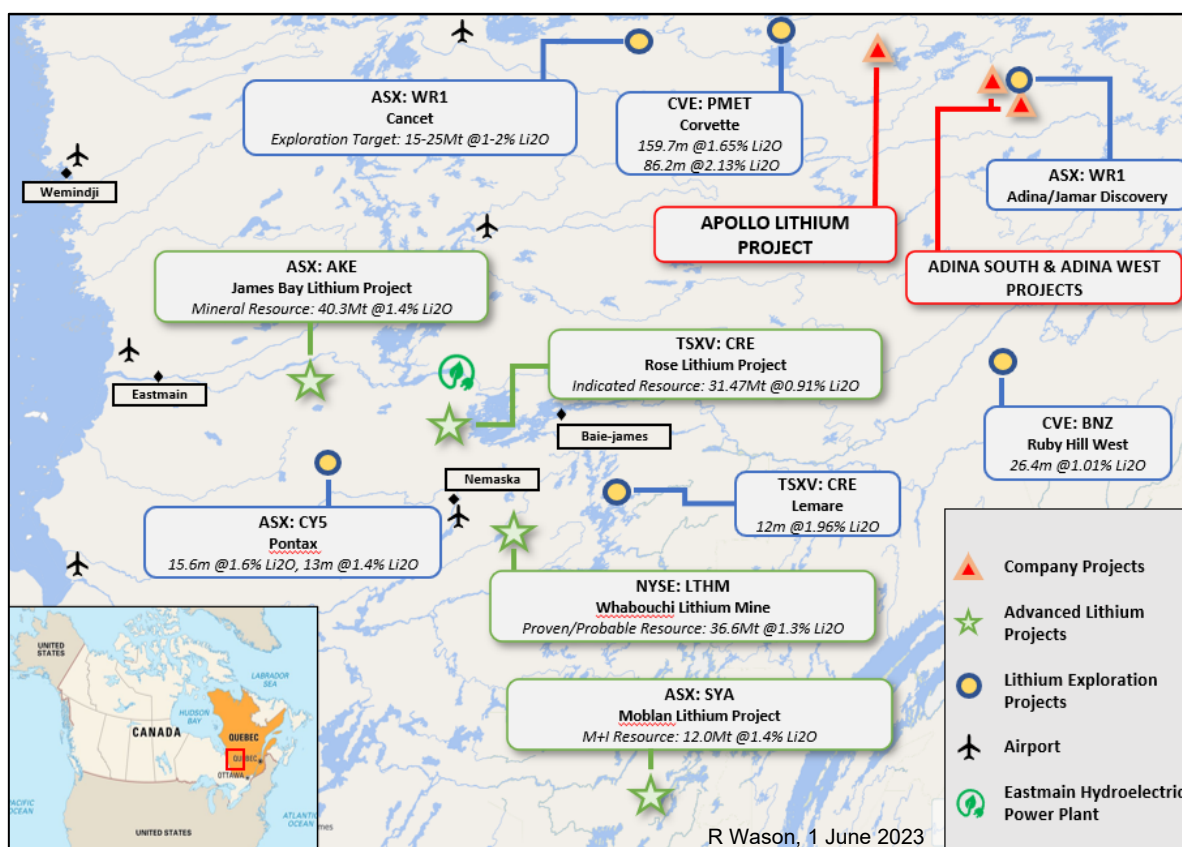 ASX: WR1
Cancet
Exploration Target: 15-25Mt @1-2% Li2O
CVE: PMET
Corvette
159.7m @1.65% Li2O
86.2m @2.13% Li2O
ASX: WR1
Adina/Jamar Discovery
Wemindji
APOLLO LITHIUM
PROJECT
ADINA SOUTH & ADINA WEST
PROJECTS
ASX: AKE
James Bay Lithium Project
Mineral Resource: 40.3Mt @1.4% Li2O
TSXV: CRE
Rose Lithium Project
Indicated Resource: 31.47Mt @0.91% Li2O
Eastmain
Baie-james
CVE: BNZ
Ruby Hill West
26.4m @1.01% Li2O
Nemaska
TSXV: CRE
Lemare
12m @1.96% Li2O
ASX: CY5
Pontax
15.6m @1.6% Li2O, 13m @1.4% Li2O
NYSE: LTHM
Whabouchi Lithium Mine
Proven/Probable Resource: 36.6Mt @1.3% Li2O
ASX: SYA
Moblan Lithium Project
M+I Resource: 12.0Mt @1.4% Li2O
Company Projects
Advanced Lithium
Projects
Lithium Exploration
Projects
Airport
Eastmain Hydroelectric
Power Plant
UNITED
STATES
LABRADOR
SEA
HUDSON
BAY
CANADA
QUEBEC
QUEBEC
OTTAWA
PACIFIC
OCEAN
UNITED STATES
ATLANTIC
OCEAN
mes
R Wason, 1 June 2023